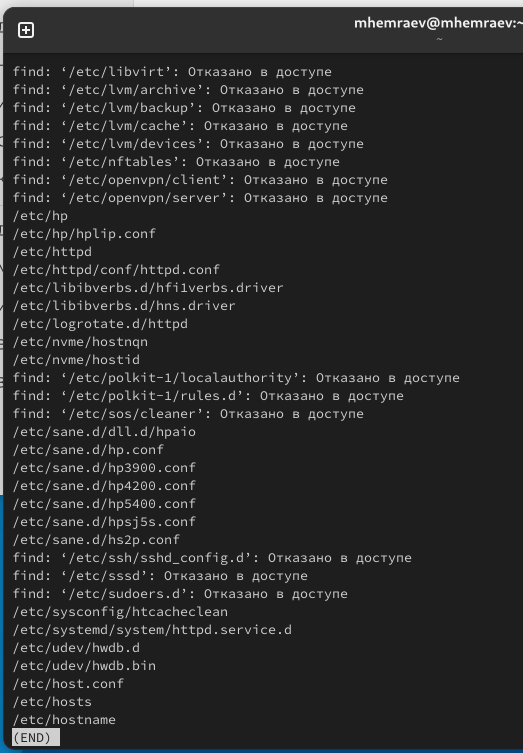 mhemraev@mhemraev:~
~
find: ‘/etc/libvirt’: Отказано в доступе
find: ‘/etc/lvm/archive’: Отказано в доступе
find: ‘/etc/lvm/backup’: Отказано в доступе
find: ‘/etc/lvm/cache’: Отказано в доступе
find: ‘/etc/lvm/devices’: Отказано в доступе
find: ‘/etc/nftables’: Отказано в доступе
find: ‘/etc/openvpn/client’: Отказано в доступе
find: ‘/etc/openvpn/server’: Отказано в доступе
/etc/hp
/etc/hp/hplip.conf
/etc/httpd
/etc/httpd/conf/httpd.conf
/etc/libibverbs.d/hfi1verbs.driver
/etc/libibverbs.d/hns.driver
/etc/logrotate.d/httpd
/etc/nvme/hostnqn
/etc/nvme/hostid
find: ‘/etc/polkit-1/localauthority’: Отказано в доступе
find: ‘/etc/polkit-1/rules.d’: Отказано в доступе
find: ‘/etc/sos/cleaner’: Отказано в доступе
/etc/sane.d/dll.d/hpaio
/etc/sane.d/hp.conf
/etc/sane.d/hp3900.conf
/etc/sane.d/hp4200.conf
/etc/sane.d/hp5400.conf
/etc/sane.d/hpsj5s.conf
/etc/sane.d/hs2p.conf
find: ‘/etc/ssh/sshd_config.d’: Отказано в доступе
find: ‘/etc/sssd’: Отказано в доступе
find: ‘/etc/sudoers.d’: Отказано в доступе
/etc/sysconfig/htcacheclean
/etc/systemd/system/httpd.service.d
/etc/udev/hwdb.d
/etc/udev/hwdb.bin
/etc/host.conf
/etc/hosts
/etc/hostname
(END)